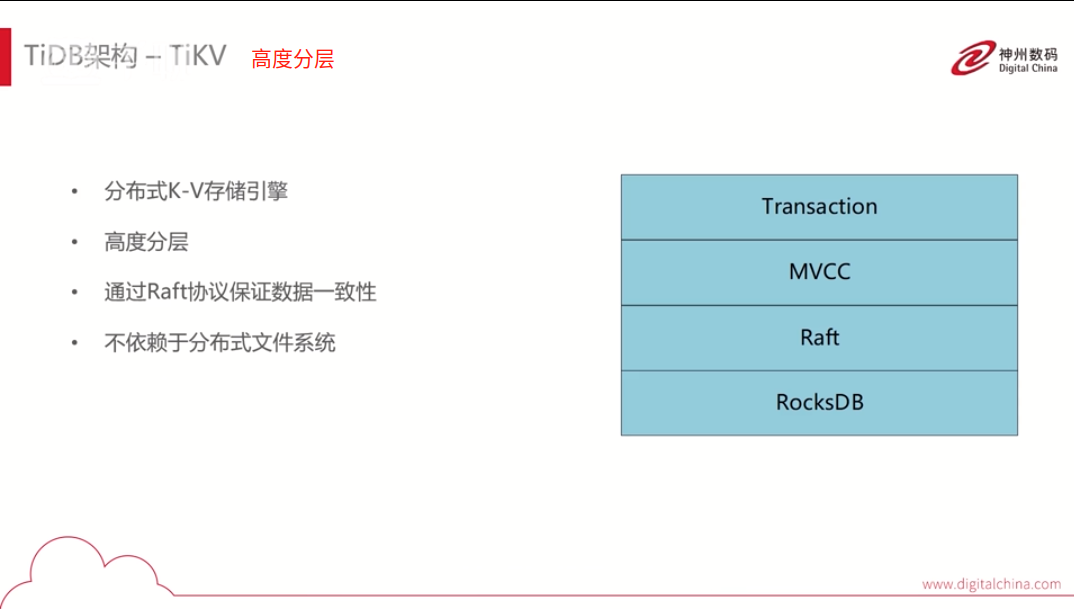 TiDB架构 – TiKV 高度分层
神州数码
Digital China
• 分布式K-V存储引擎
• 高度分层
• 通过Raft协议保证数据一致性
• 不依赖于分布式文件系统
Transaction
MVCC
Raft
RocksDB
www.digitalchina.com